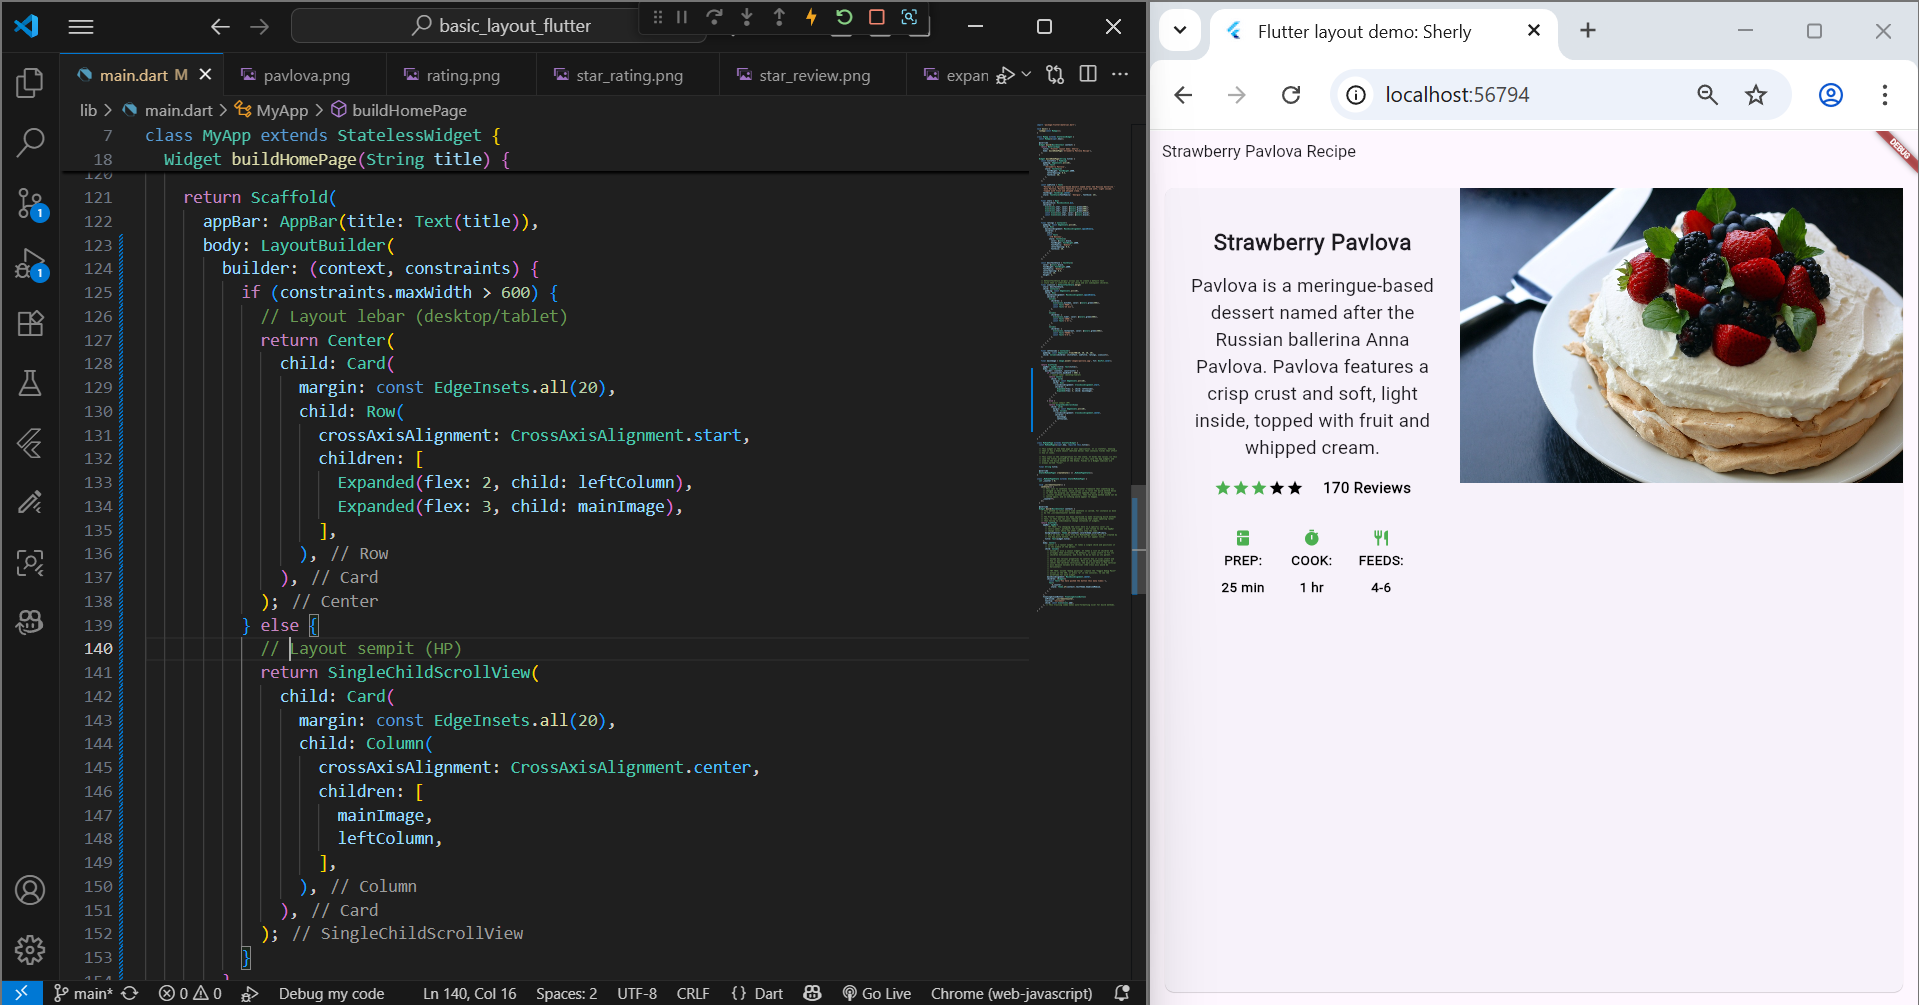 basic_layout_flutter
main.dart M
pavlova.png
rating.png
star_rating.png
star_review.png
expan
lib > main.dart > MyApp > buildHomePage
7 class MyApp extends StatelessWidget {
18 Widget buildHomePage(String title) {
120
121 return Scaffold(
122 appBar: AppBar(title: Text(title)),
123 body: LayoutBuilder(
124 builder: (context, constraints) {
125 if (constraints.maxWidth > 600) {
126 // Layout lebar (desktop/tablet)
127 return Center(
128 child: Card(
129 margin: const EdgeInsets.all(20),
130 child: Row(
131 crossAxisAlignment: CrossAxisAlignment.start,
132 children: [
133 Expanded(flex: 2, child: leftColumn),
134 Expanded(flex: 3, child: mainImage),
135 ],
136 ), // Row
137 ), // Card
138 ); // Center
139 } else {
140 // Layout sempit (HP)
141 return SingleChildScrollView(
142 child: Card(
143 margin: const EdgeInsets.all(20),
144 child: Column(
145 crossAxisAlignment: CrossAxisAlignment.center,
146 children: [
147 mainImage,
148 leftColumn,
149 ],
150 ), // Column
151 ), // Card
152 ); // SingleChildScrollView
153 }
154 }
1
1
main* 0 0 Debug my code Ln 140, Col 16 Spaces: 2 UTF-8 CRLF {} Dart Go Live Chrome (web-javascript)
Flutter layout demo: Sherly
localhost:56794
Strawberry Pavlova Recipe
DEBUG
Strawberry Pavlova
Pavlova is a meringue-based
dessert named after the
Russian ballerina Anna
Pavlova. Pavlova features a
crisp crust and soft, light
inside, topped with fruit and
whipped cream.
170 Reviews
PREP: COOK: FEEDS:
25 min 1 hr 4-6